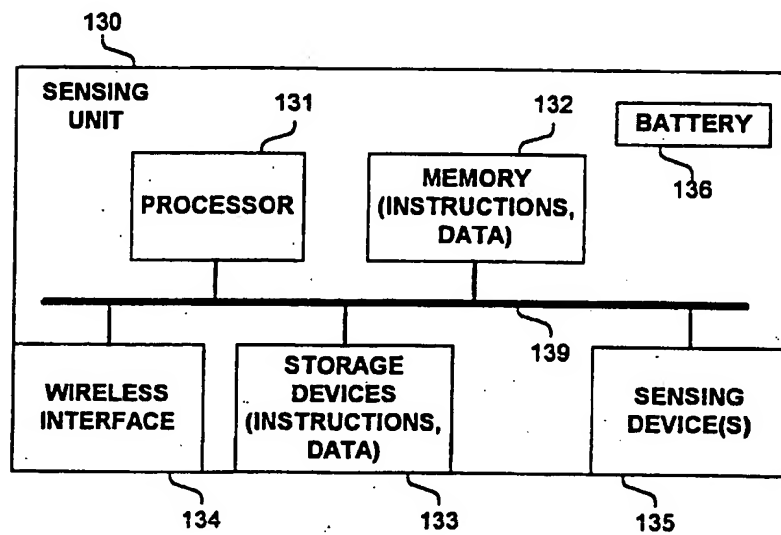 130
SENSING
UNIT
131
132
BATTERY
136
PROCESSOR
MEMORY
(INSTRUCTIONS,
DATA)
139
WIRELESS
INTERFACE
STORAGE
DEVICES
(INSTRUCTIONS,
DATA)
SENSING
DEVICE(S)
134
133
135